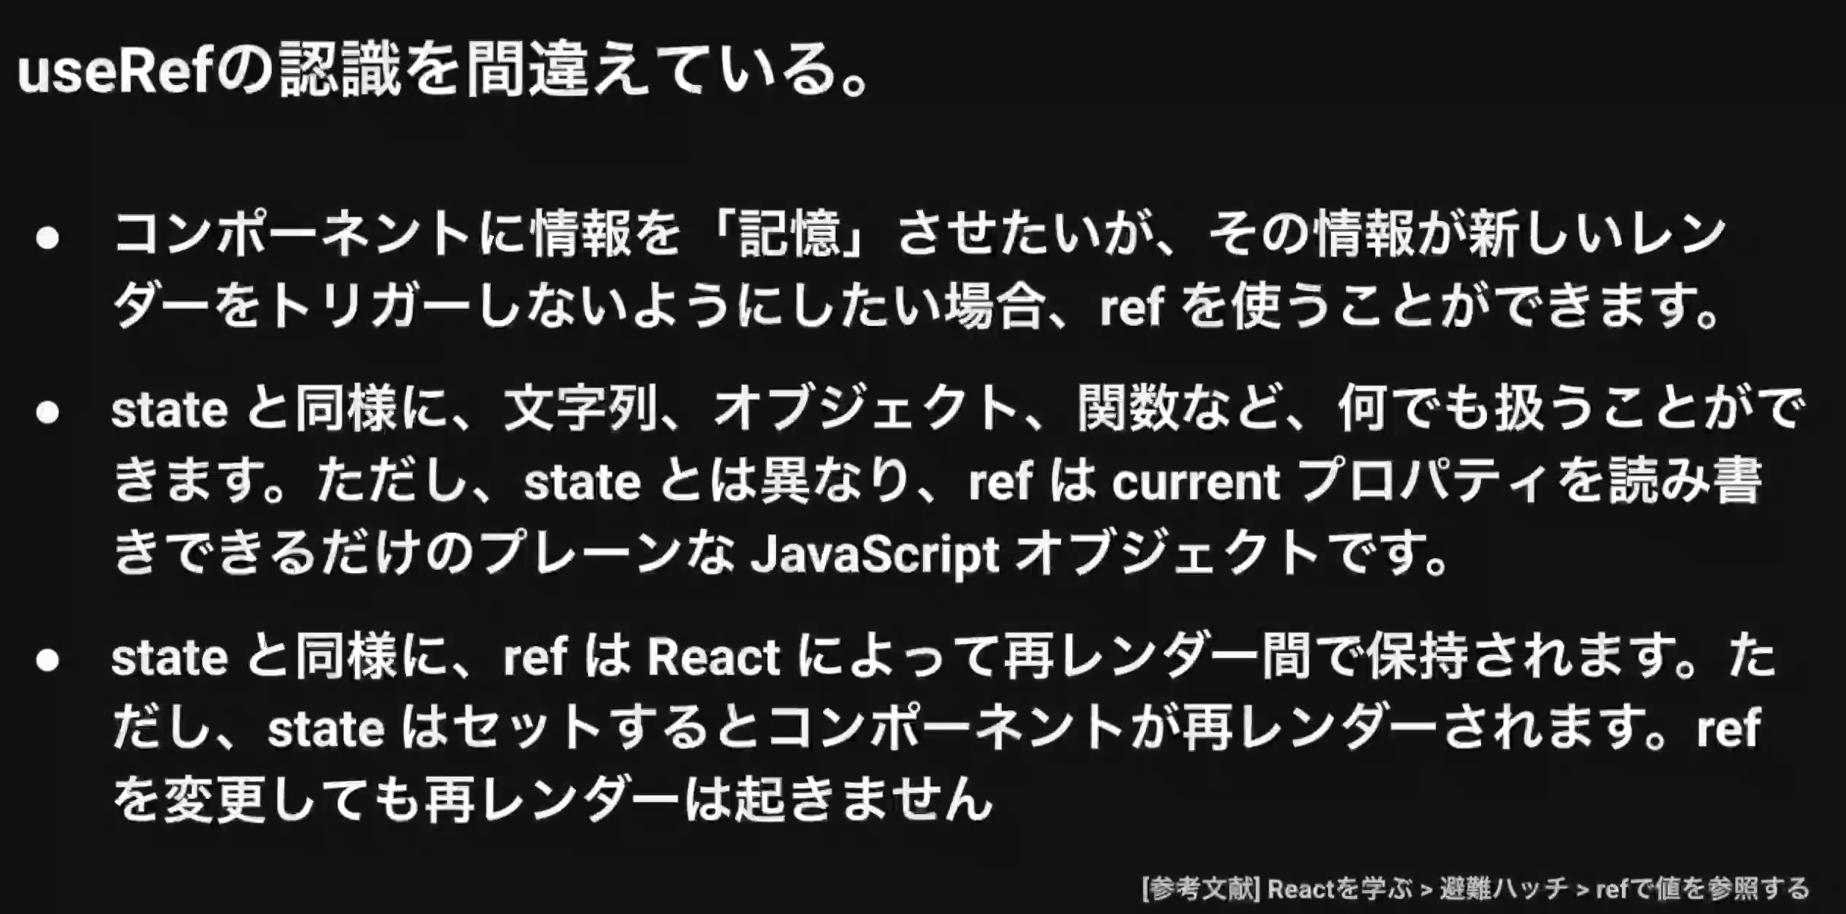 useRefの認識を間違えている。
● コンポーネントに情報を「記憶」させたいが、その情報が新しいレン
ダーをトリガーしないようにしたい場合、ref を使うことができます。
● state と同様に、文字列、オブジェクト、関数など、何でも扱うことがで
きます。ただし、state とは異なり、ref は current プロパティを読み書
きできるだけのプレーンな JavaScript オブジェクトです。
● state と同様に、ref は React によって再レンダー間で保持されます。た
だし、state はセットするとコンポーネントが再レンダーされます。ref
を変更しても再レンダーは起きません
[参考文献] Reactを学ぶ > 避難ハッチ > refで値を参照する